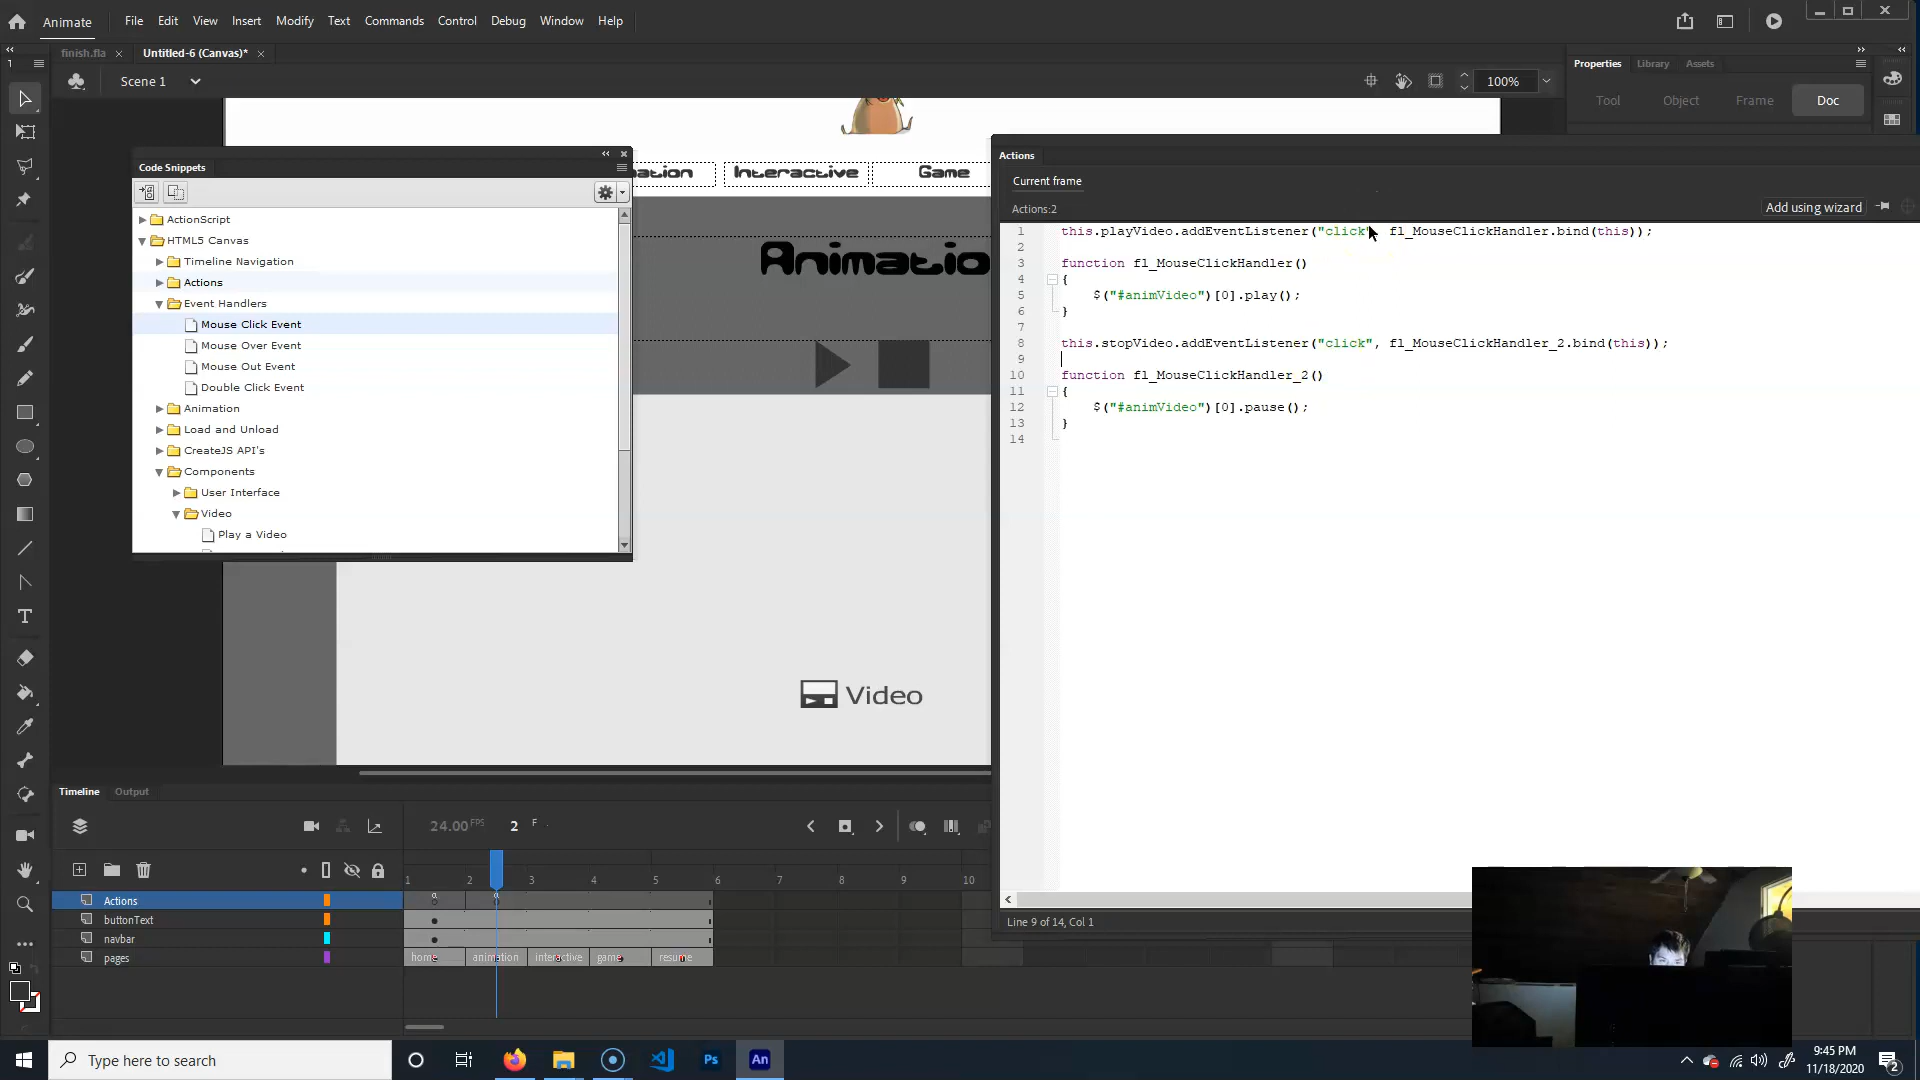 Animate File Edit View Insert Modify Text Commands Control Debug Window Help
finish.fla × Untitled-6 (Canvas)* ×
Scene 1 100%
Properties Library Assets
Tool Object Frame Doc
Code Snippets
ActionScript
HTML5 Canvas
Timeline Navigation
Actions
Event Handlers
Mouse Click Event
Mouse Over Event
Mouse Out Event
Double Click Event
Animation
Load and Unload
CreateJS API's
Components
User Interface
Video
Play a Video
Interactive Game
Animatio
Video
Actions
Current frame
Actions:2
Add using wizard
1 this.playVideo.addEventListener("click", fl_MouseClickHandler.bind(this));
2
3 function fl_MouseClickHandler()
4 {
5 $("#animVideo")[0].play();
6 }
7
8 this.stopVideo.addEventListener("click", fl_MouseClickHandler_2.bind(this));
9
10 function fl_MouseClickHandler_2()
11 {
12 $("#animVideo")[0].pause();
13 }
14
Line 9 of 14, Col 1
Timeline Output
24.00 FPS 2 F
1 2 3 4 5 6 7 8 9 10
Actions
buttonText
navbar
pages home animation interactive game resume
Type here to search
Ps An
9:45 PM
11/18/2020
2